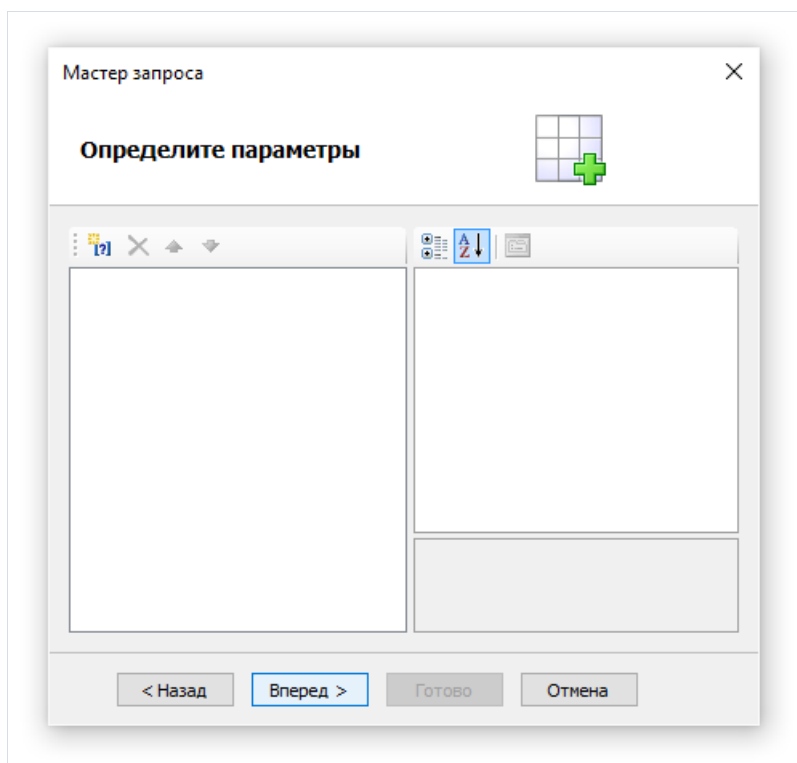 Мастер запроса
Определите параметры
[?]
A
Z
< Назад
Вперед >
Готово
Отмена